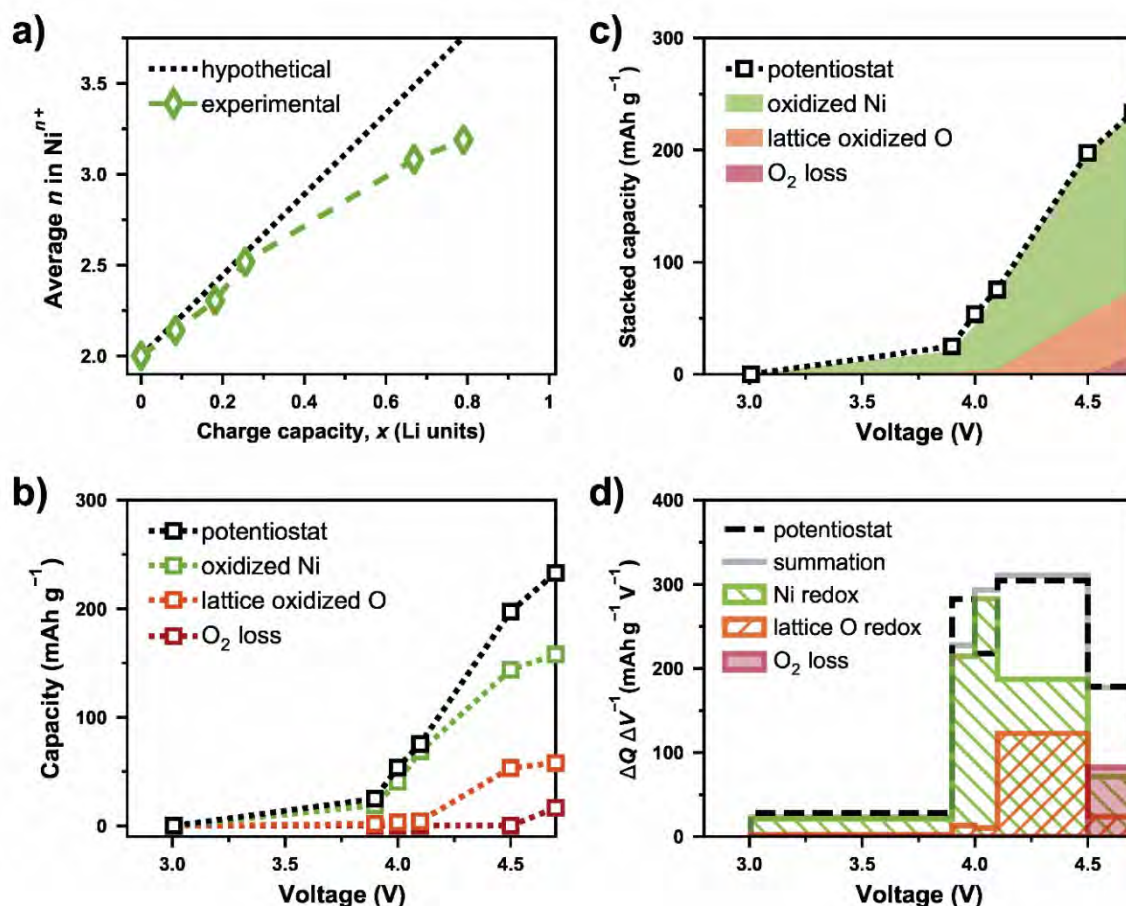 a)
hypothetical
experimental
Average n in Niⁿ⁺
3.5
3.0
2.5
2.0
0
0.2
0.4
0.6
0.8
1
Charge capacity, x (Li units)
c)
potentiostat
oxidized Ni
lattice oxidized O
O₂ loss
Stacked capacity (mAh g⁻¹)
300
200
100
0
3.0
3.5
4.0
4.5
Voltage (V)
b)
potentiostat
oxidized Ni
lattice oxidized O
O₂ loss
Capacity (mAh g⁻¹)
300
200
100
0
3.0
3.5
4.0
4.5
Voltage (V)
d)
potentiostat
summation
Ni redox
lattice O redox
O₂ loss
ΔQ ΔV⁻¹ (mAh g⁻¹ V⁻¹)
400
300
200
100
0
3.0
3.5
4.0
4.5
Voltage (V)